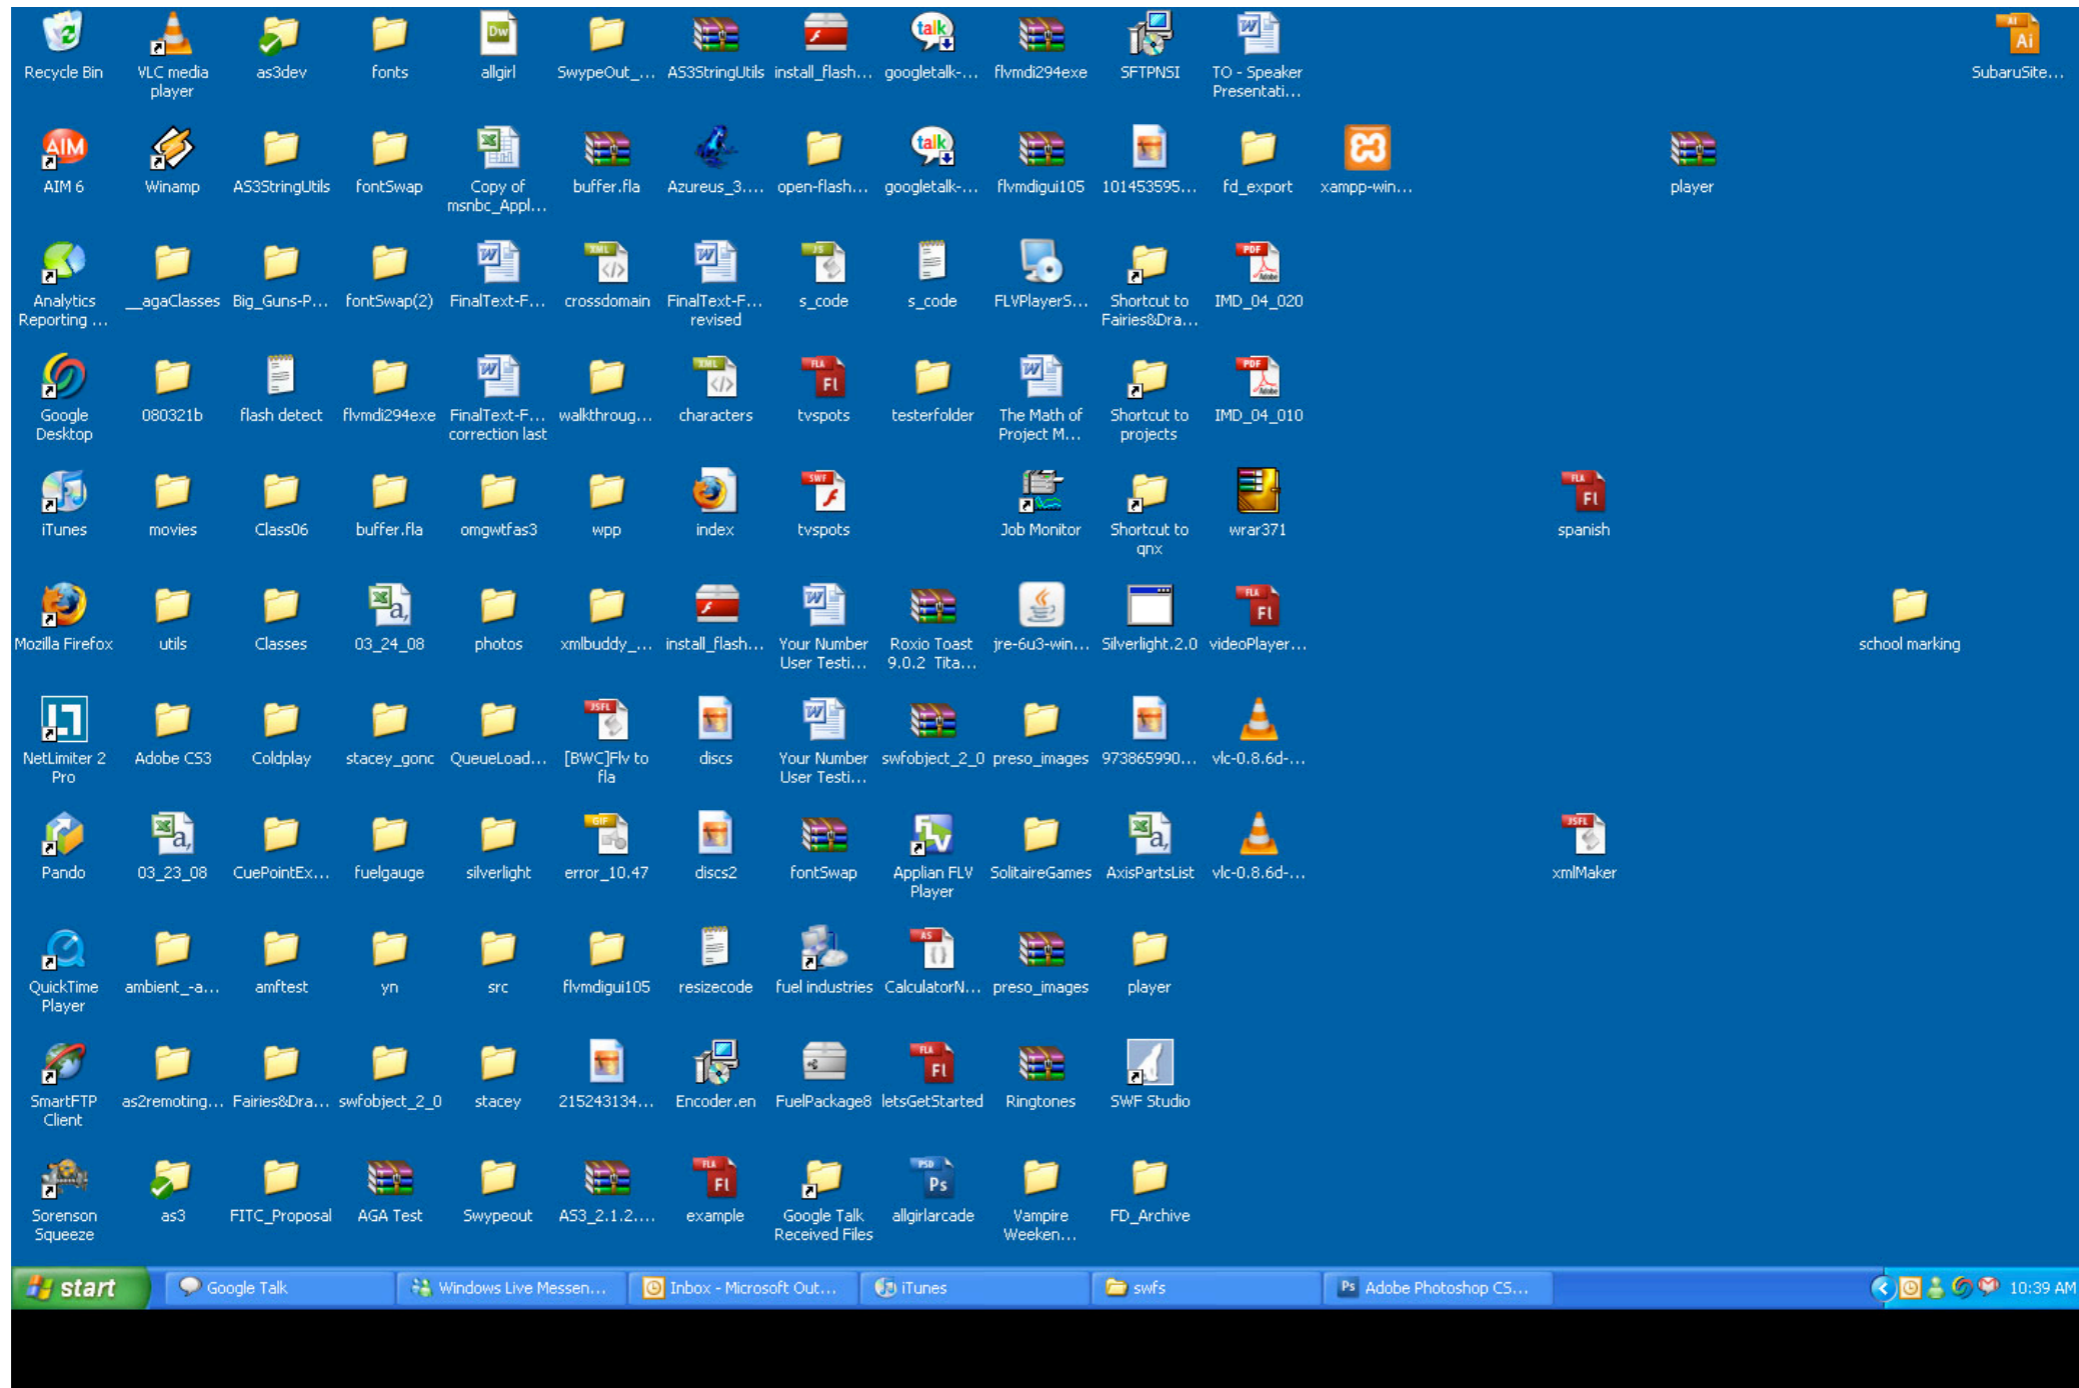 Recycle Bin
VLC media
player
as3dev
fonts
allgirl
SwypeOut_...
AS3StringUtils
install_flash...
googletalk-...
flvmdi294exe
SFTPNSI
TO - Speaker
Presentati...
SubaruSite...
AIM 6
Winamp
AS3StringUtils
fontSwap
Copy of
msnbc_Appl...
buffer.fla
Azureus_3....
open-flash...
googletalk-...
flvmdigui105
101453595...
fd_export
xampp-win...
player
Analytics
Reporting ...
__agaClasses
Big_Guns-P...
fontSwap(2)
FinalText-F...
crossdomain
FinalText-F...
revised
s_code
s_code
FLVPlayerS...
Shortcut to
Fairies&Dra...
IMD_04_020
Google
Desktop
080321b
flash detect
flvmdi294exe
FinalText-F...
correction last
walkthroug...
characters
tvspots
testerfolder
The Math of
Project M...
Shortcut to
projects
IMD_04_010
iTunes
movies
Class06
buffer.fla
omgwtfas3
wpp
index
tvspots
Job Monitor
Shortcut to
qnx
wrar371
spanish
Mozilla Firefox
utils
Classes
03_24_08
photos
xmlbuddy_...
install_flash...
Your Number
User Testi...
Roxio Toast
9.0.2 Tita...
jre-6u3-win...
Silverlight.2.0
videoPlayer...
school marking
NetLimiter 2
Pro
Adobe CS3
Coldplay
stacey_gonc
QueueLoad...
[BWC]Flv to
fla
discs
Your Number
User Testi...
swfobject_2_0
preso_images
973865990...
vlc-0.8.6d-...
Pando
03_23_08
CuePointEx...
fuelgauge
silverlight
error_10.47
discs2
fontSwap
Applian FLV
Player
SolitaireGames
AxisPartsList
vlc-0.8.6d-...
xmlMaker
QuickTime
Player
ambient_-a...
amftest
yn
src
flvmdigui105
resizecode
fuel industries
CalculatorN...
preso_images
player
SmartFTP
Client
as2remoting...
Fairies&Dra...
swfobject_2_0
stacey
215243134...
Encoder.en
FuelPackage8
letsGetStarted
Ringtones
SWF Studio
Sorenson
Squeeze
as3
FITC_Proposal
AGA Test
Swypeout
AS3_2.1.2....
example
Google Talk
Received Files
allgirlarcade
Vampire
Weeken...
FD_Archive
start
Google Talk
Windows Live Messen...
Inbox - Microsoft Out...
iTunes
swfs
Adobe Photoshop CS...
10:39 AM